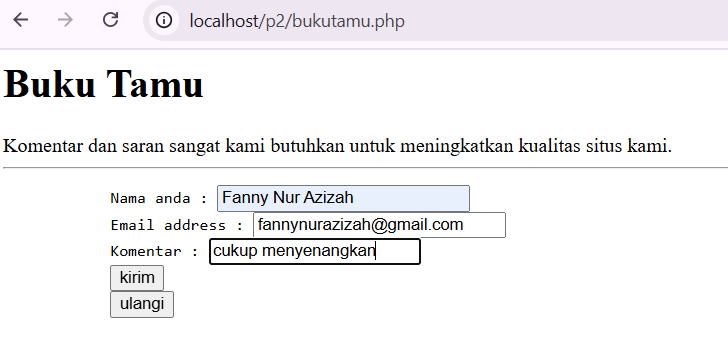 localhost/p2/bukutamu.php
Buku Tamu
Komentar dan saran sangat kami butuhkan untuk meningkatkan kualitas situs kami.
Nama anda : Fanny Nur Azizah
Email address : fannynurazizah@gmail.com
Komentar : cukup menyenangkan
kirim
ulangi